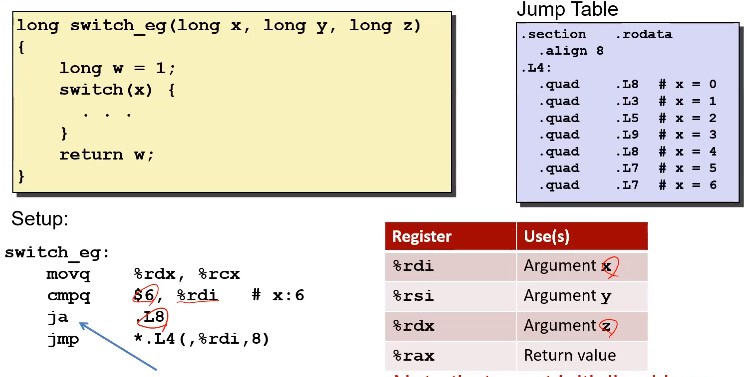 long switch_eg(long x, long y, long z)
{
    long w = 1;
    switch(x) {
      . . .
    }
    return w;
}
Jump Table
.section   .rodata
  .align 8
.L4:
  .quad   .L8  # x = 0
  .quad   .L3  # x = 1
  .quad   .L5  # x = 2
  .quad   .L9  # x = 3
  .quad   .L8  # x = 4
  .quad   .L7  # x = 5
  .quad   .L7  # x = 6
Setup:
switch_eg:
    movq    %rdx, %rcx
    cmpq    $6, %rdi   # x:6
    ja      .L8
    jmp     *.L4(,%rdi,8)
Register   Use(s)
%rdi   Argument x
%rsi   Argument y
%rdx   Argument z
%rax   Return value